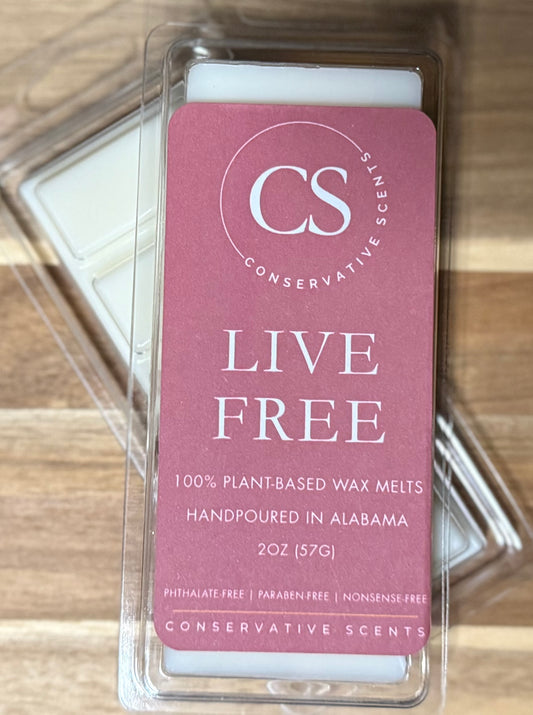 CS
CONSERVATIVE SCENTS
LIVE
FREE
100% PLANT-BASED WAX MELTS
HANDPOURED IN ALABAMA
2OZ (57G)
PHTHALATE-FREE | PARABEN-FREE | NONSENSE-FREE
CONSERVATIVE SCENTS